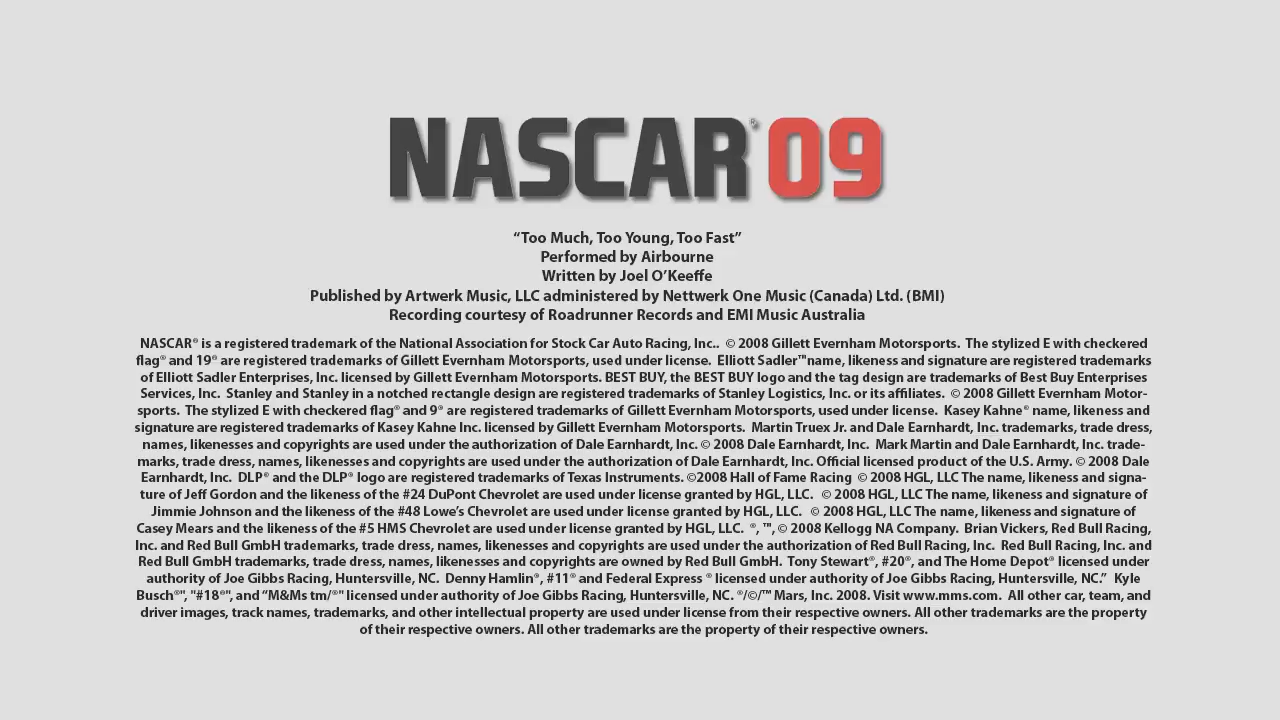 NASCAR® 09
“Too Much, Too Young, Too Fast”
Performed by Airbourne
Written by Joel O’Keeffe
Published by Artwerk Music, LLC administered by Nettwerk One Music (Canada) Ltd. (BMI)
Recording courtesy of Roadrunner Records and EMI Music Australia
NASCAR® is a registered trademark of the National Association for Stock Car Auto Racing, Inc.. © 2008 Gillett Evernham Motorsports. The stylized E with checkered
flag® and 19® are registered trademarks of Gillett Evernham Motorsports, used under license. Elliott Sadler™name, likeness and signature are registered trademarks
of Elliott Sadler Enterprises, Inc. licensed by Gillett Evernham Motorsports. BEST BUY, the BEST BUY logo and the tag design are trademarks of Best Buy Enterprises
Services, Inc. Stanley and Stanley in a notched rectangle design are registered trademarks of Stanley Logistics, Inc. or its affiliates. © 2008 Gillett Evernham Motor-
sports. The stylized E with checkered flag® and 9® are registered trademarks of Gillett Evernham Motorsports, used under license. Kasey Kahne® name, likeness and
signature are registered trademarks of Kasey Kahne Inc. licensed by Gillett Evernham Motorsports. Martin Truex Jr. and Dale Earnhardt, Inc. trademarks, trade dress,
names, likenesses and copyrights are used under the authorization of Dale Earnhardt, Inc. © 2008 Dale Earnhardt, Inc. Mark Martin and Dale Earnhardt, Inc. trade-
marks, trade dress, names, likenesses and copyrights are used under the authorization of Dale Earnhardt, Inc. Official licensed product of the U.S. Army. © 2008 Dale
Earnhardt, Inc. DLP® and the DLP® logo are registered trademarks of Texas Instruments. ©2008 Hall of Fame Racing © 2008 HGL, LLC The name, likeness and signa-
ture of Jeff Gordon and the likeness of the #24 DuPont Chevrolet are used under license granted by HGL, LLC. © 2008 HGL, LLC The name, likeness and signature of
Jimmie Johnson and the likeness of the #48 Lowe’s Chevrolet are used under license granted by HGL, LLC. © 2008 HGL, LLC The name, likeness and signature of
Casey Mears and the likeness of the #5 HMS Chevrolet are used under license granted by HGL, LLC. ®, ™, © 2008 Kellogg NA Company. Brian Vickers, Red Bull Racing,
Inc. and Red Bull GmbH trademarks, trade dress, names, likenesses and copyrights are used under the authorization of Red Bull Racing, Inc. Red Bull Racing, Inc. and
Red Bull GmbH trademarks, trade dress, names, likenesses and copyrights are owned by Red Bull GmbH. Tony Stewart®, #20®, and The Home Depot® licensed under
authority of Joe Gibbs Racing, Huntersville, NC. Denny Hamlin®, #11® and Federal Express ® licensed under authority of Joe Gibbs Racing, Huntersville, NC.” Kyle
Busch®", "#18®", and “M&Ms tm/®" licensed under authority of Joe Gibbs Racing, Huntersville, NC. ®/©/™ Mars, Inc. 2008. Visit www.mms.com. All other car, team, and
driver images, track names, trademarks, and other intellectual property are used under license from their respective owners. All other trademarks are the property
of their respective owners. All other trademarks are the property of their respective owners.